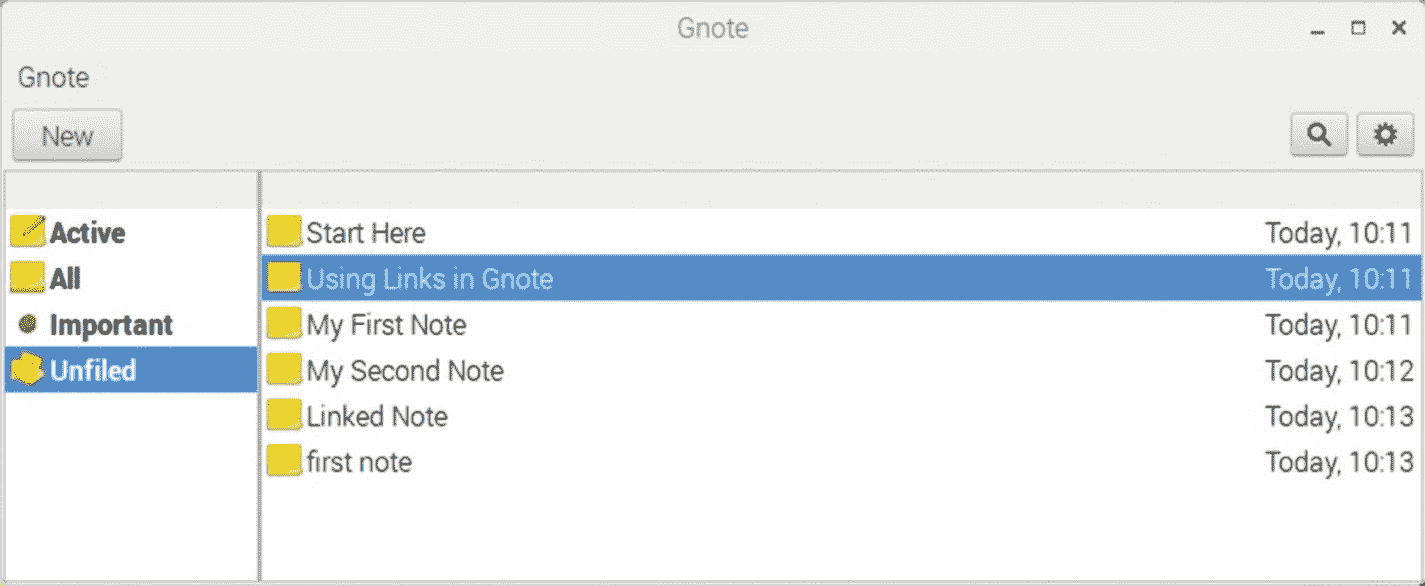 Gnote
Gnote
New
Active
All
Important
Unfiled
Start Here Today, 10:11
Using Links in Gnote Today, 10:11
My First Note Today, 10:11
My Second Note Today, 10:12
Linked Note Today, 10:13
first note Today, 10:13